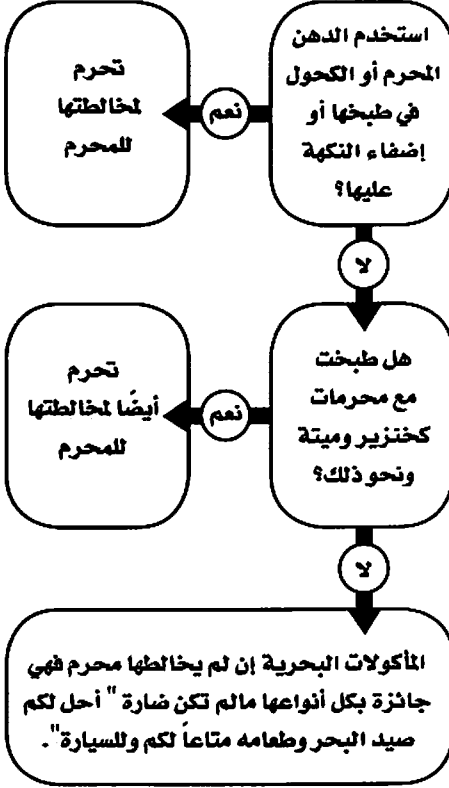 استخدم الدهن
المحرم أو الكحول
في طبخها أو
إضفاء النكهة
عليها؟
نعم
تحرم
لمخالطتها
للمحرم
لا
هل طبخت
مع محرمات
كخنزير وميتة
ونحو ذلك؟
نعم
تحرم
أيضًا لمخالطتها
للمحرم
لا
المأكولات البحرية إن لم يخالطها محرم فهي
جائزة بكل أنواعها مالم تكن ضارة " أحل لكم
صيد البحر وطعامه متاعاً لكم وللسيارة".